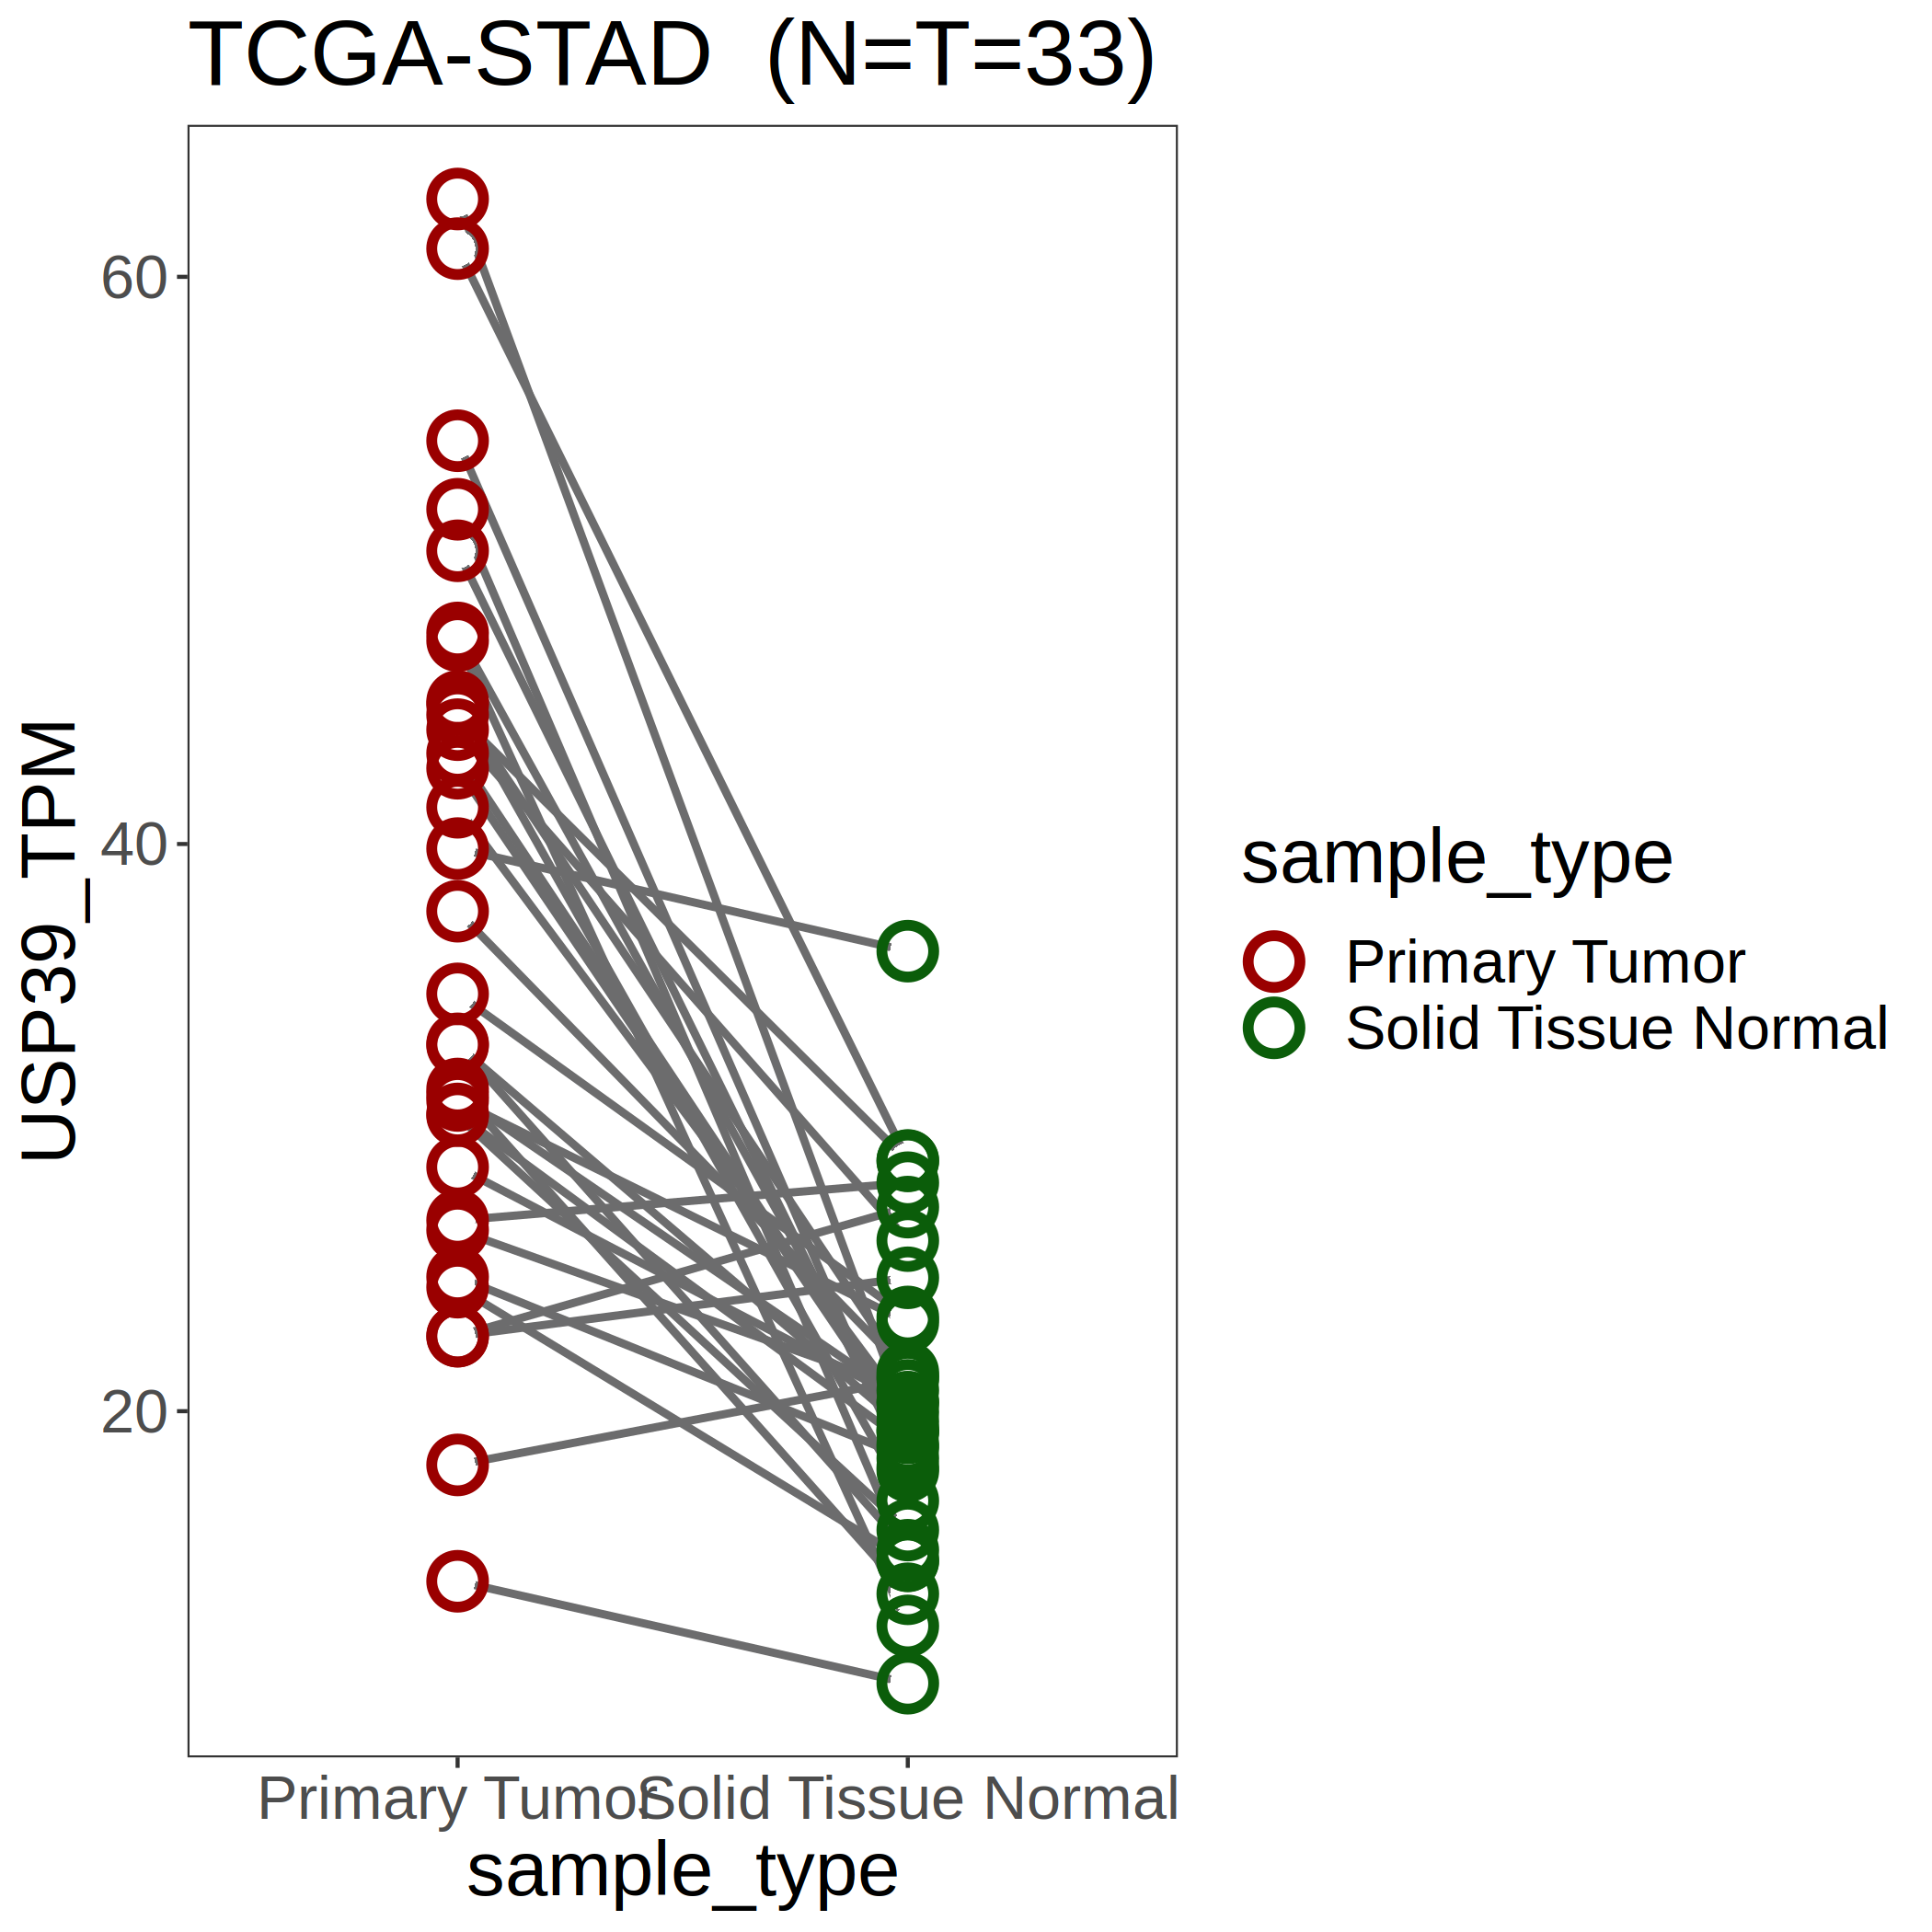 TCGA-STAD  (N=T=33)
USP39_TPM
60
40
20
Primary Tumor
Solid Tissue Normal
sample_type
sample_type
Primary Tumor
Solid Tissue Normal